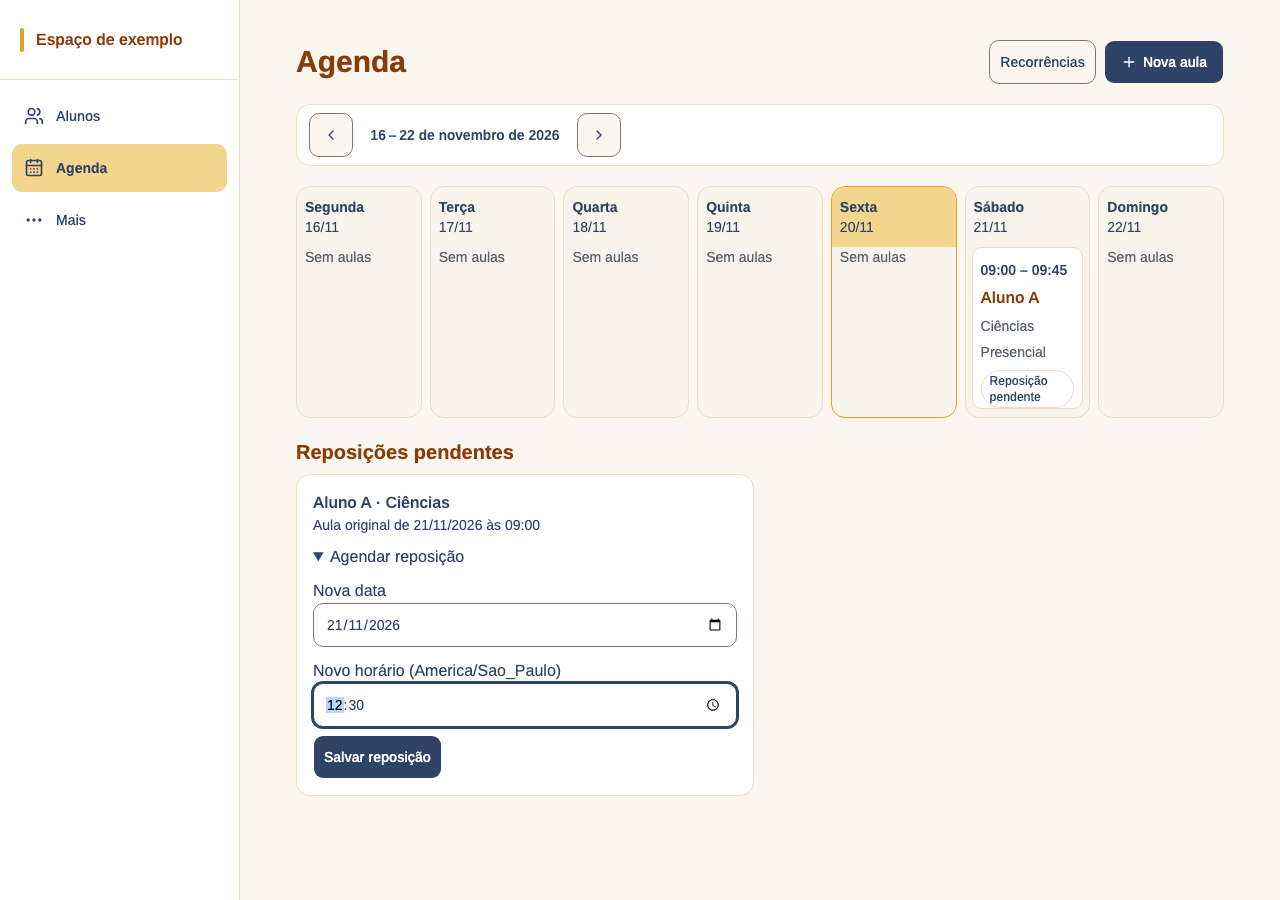 Espaço de exemplo
Alunos
Agenda
Mais
Agenda
Recorrências
Nova aula
16 – 22 de novembro de 2026
Segunda
16/11
Sem aulas
Terça
17/11
Sem aulas
Quarta
18/11
Sem aulas
Quinta
19/11
Sem aulas
Sexta
20/11
Sem aulas
Sábado
21/11
09:00 – 09:45
Aluno A
Ciências
Presencial
Reposição
pendente
Domingo
22/11
Sem aulas
Reposições pendentes
Aluno A · Ciências
Aula original de 21/11/2026 às 09:00
Agendar reposição
Nova data
21/11/2026
Novo horário (America/Sao_Paulo)
12:30
Salvar reposição